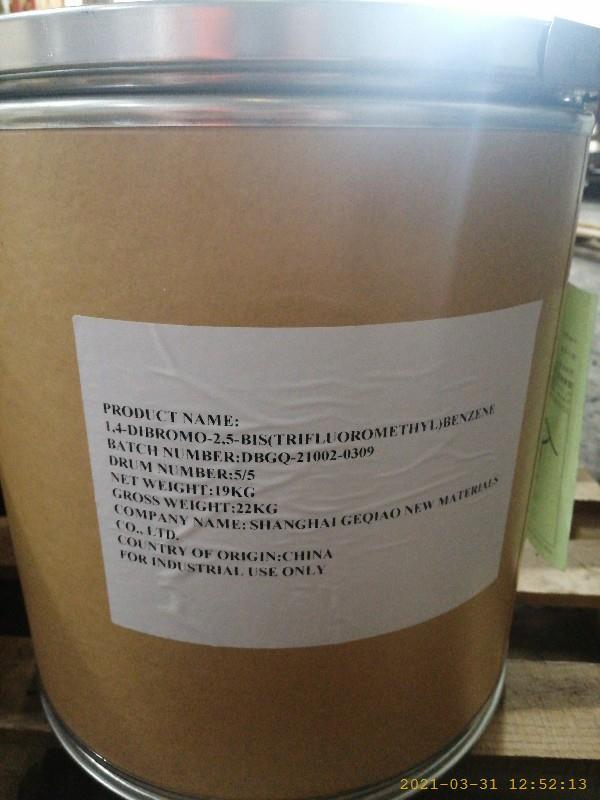 PRODUCT NAME:
1,4-DIBROMO-2,5-BIS(TRIFLUOROMETHYL)BENZENE
BATCH NUMBER:DBGQ-21002-0309
DRUM NUMBER:5/5
NET WEIGHT:19KG
GROSS WEIGHT:22KG
COMPANY NAME: SHANGHAI GEQIAO NEW MATERIALS
CO., LTD.
COUNTRY OF ORIGIN:CHINA
FOR INDUSTRIAL USE ONLY
2021-03-31 12:52:13